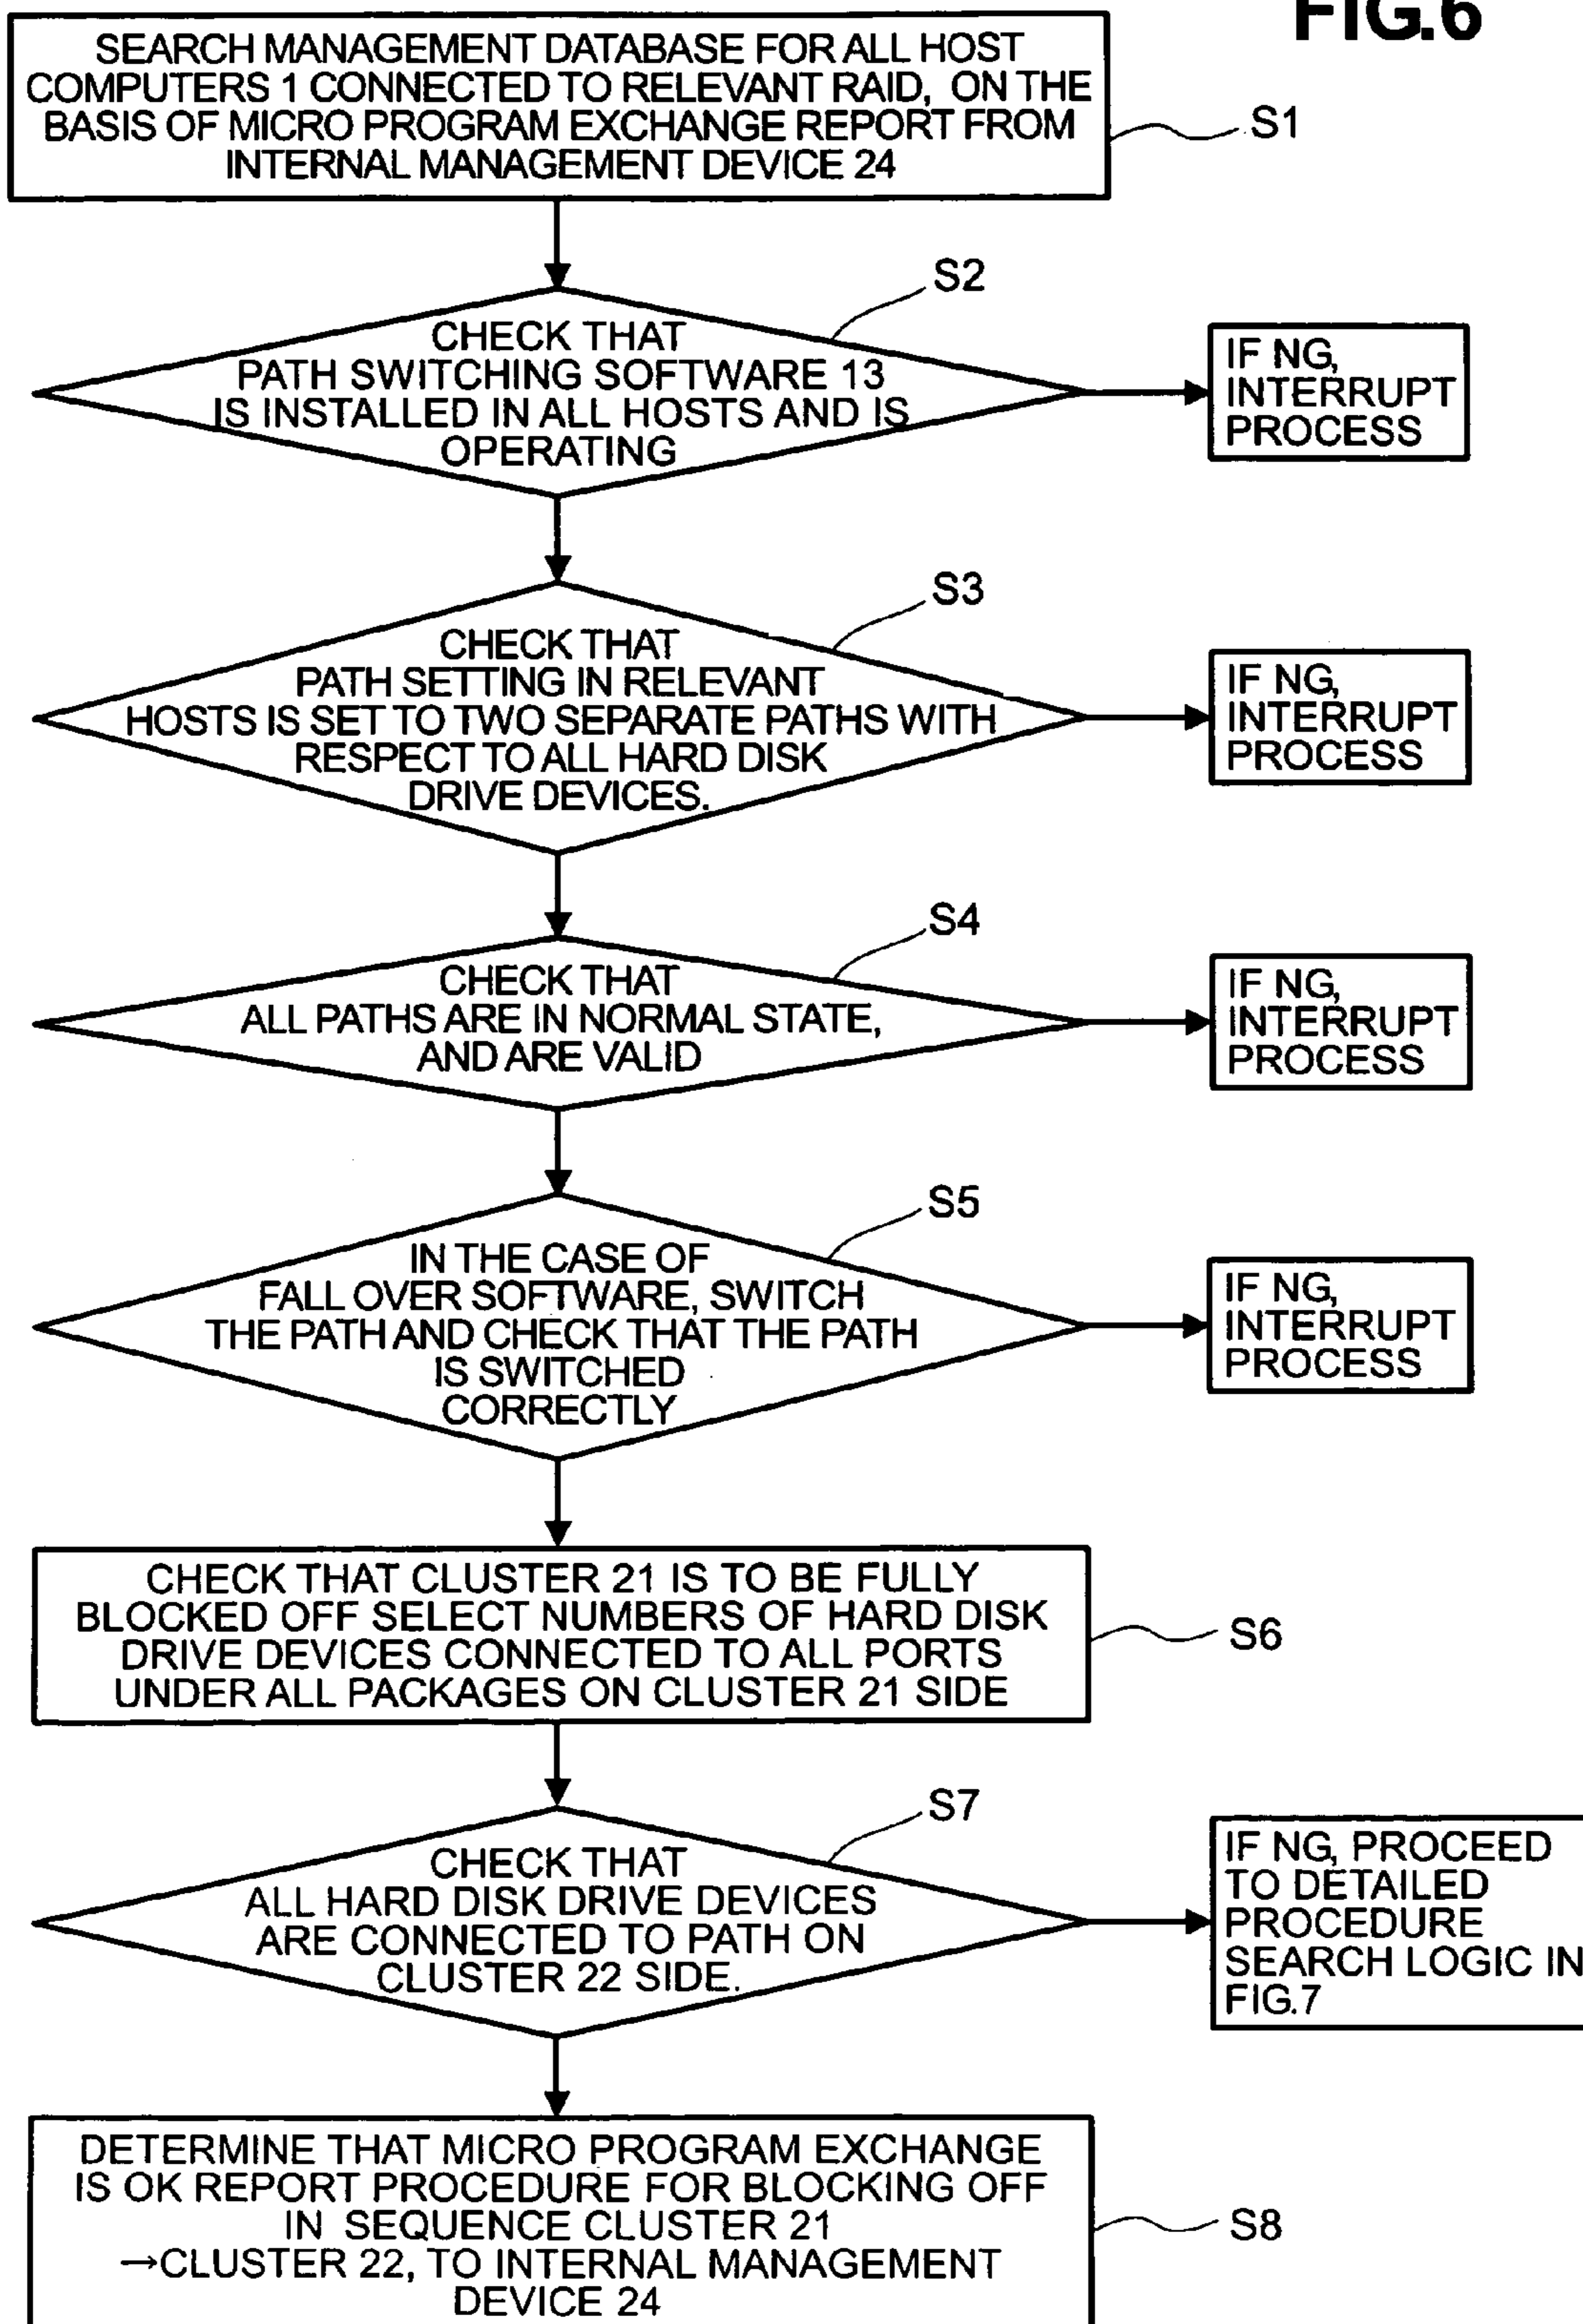 FIG.6
SEARCH MANAGEMENT DATABASE FOR ALL HOST
COMPUTERS 1 CONNECTED TO RELEVANT RAID, ON THE
BASIS OF MICRO PROGRAM EXCHANGE REPORT FROM
INTERNAL MANAGEMENT DEVICE 24
S1
S2
CHECK THAT
PATH SWITCHING SOFTWARE 13
IS INSTALLED IN ALL HOSTS AND IS
OPERATING
IF NG,
INTERRUPT
PROCESS
S3
CHECK THAT
PATH SETTING IN RELEVANT
HOSTS IS SET TO TWO SEPARATE PATHS WITH
RESPECT TO ALL HARD DISK
DRIVE DEVICES.
IF NG,
INTERRUPT
PROCESS
S4
CHECK THAT
ALL PATHS ARE IN NORMAL STATE,
AND ARE VALID
IF NG,
INTERRUPT
PROCESS
S5
IN THE CASE OF
FALL OVER SOFTWARE, SWITCH
THE PATH AND CHECK THAT THE PATH
IS SWITCHED
CORRECTLY
IF NG,
INTERRUPT
PROCESS
CHECK THAT CLUSTER 21 IS TO BE FULLY
BLOCKED OFF SELECT NUMBERS OF HARD DISK
DRIVE DEVICES CONNECTED TO ALL PORTS
UNDER ALL PACKAGES ON CLUSTER 21 SIDE
S6
S7
CHECK THAT
ALL HARD DISK DRIVE DEVICES
ARE CONNECTED TO PATH ON
CLUSTER 22 SIDE.
IF NG, PROCEED
TO DETAILED
PROCEDURE
SEARCH LOGIC IN
FIG.7
DETERMINE THAT MICRO PROGRAM EXCHANGE
IS OK REPORT PROCEDURE FOR BLOCKING OFF
IN SEQUENCE CLUSTER 21
→CLUSTER 22, TO INTERNAL MANAGEMENT
DEVICE 24
S8